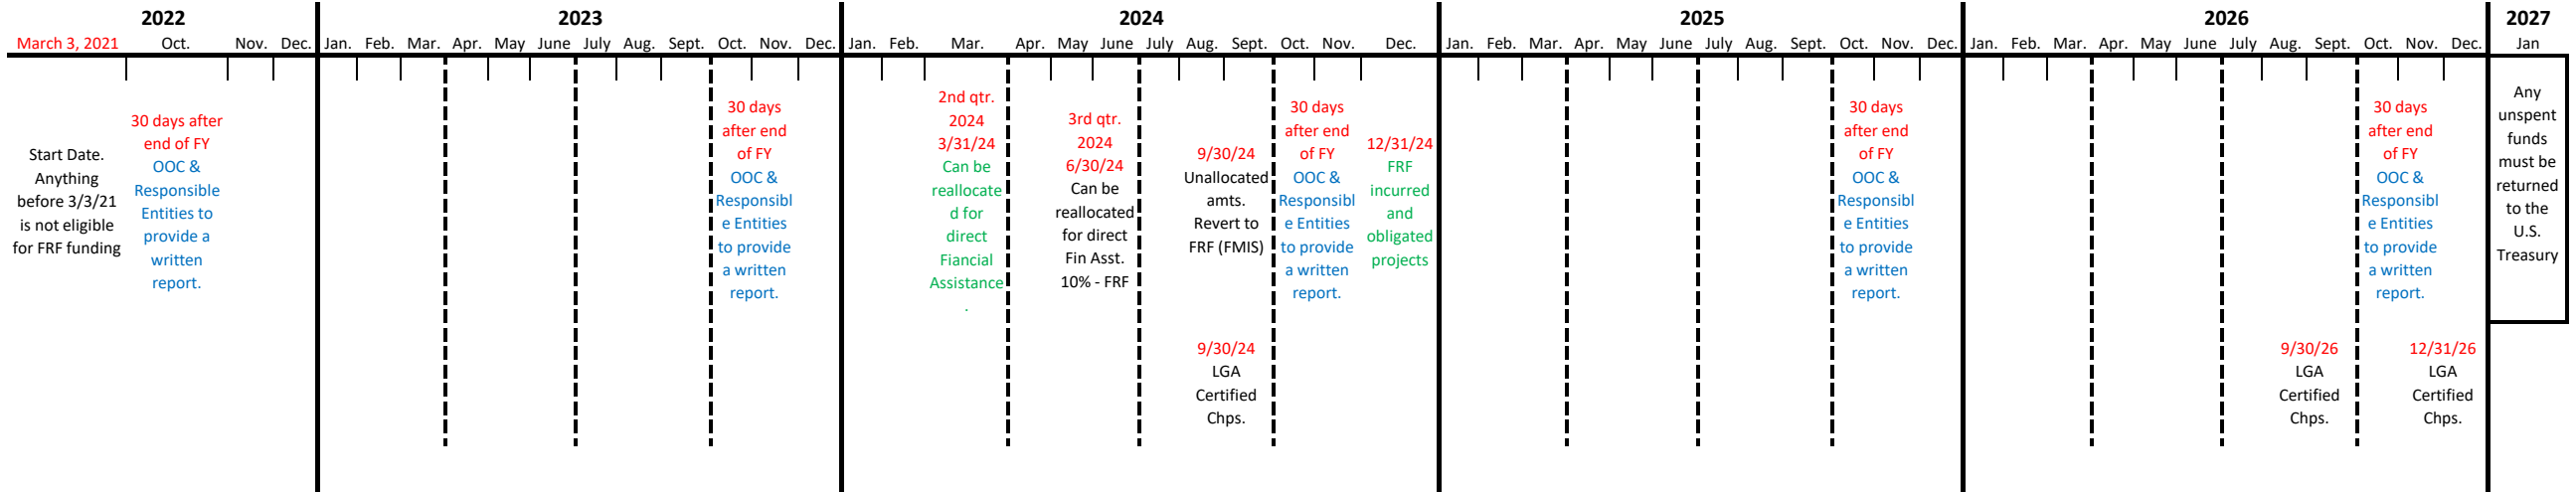 2022
2023
2024
2025
2026
2027
March 3, 2021 Oct. Nov. Dec. Jan. Feb. Mar. Apr. May June July Aug. Sept. Oct. Nov. Dec. Jan. Feb. Mar. Apr. May June July Aug. Sept. Oct. Nov. Dec. Jan. Feb. Mar. Apr. May June July Aug. Sept. Oct. Nov. Dec. Jan. Feb. Mar. Apr. May June July Aug. Sept. Oct. Nov. Dec. Jan
Start Date.
Anything
before 3/3/21
is not eligible
for FRF funding
30 days after
end of FY
OOC &
Responsible
Entities to
provide a
written
report.
30 days
after end
of FY
OOC &
Responsibl
e Entities
to provide
a written
report.
2nd qtr.
2024
3/31/24
Can be
reallocate
d for
direct
Fiancial
Assistance
.
3rd qtr.
2024
6/30/24
Can be
reallocated
for direct
Fin Asst.
10% - FRF
9/30/24
Unallocated
amts.
Revert to
FRF (FMIS)
9/30/24
LGA
Certified
Chps.
30 days
after end
of FY
OOC &
Responsibl
e Entities
to provide
a written
report.
12/31/24
FRF
incurred
and
obligated
projects
30 days
after end
of FY
OOC &
Responsibl
e Entities
to provide
a written
report.
9/30/26
LGA
Certified
Chps.
30 days
after end
of FY
OOC &
Responsibl
e Entities
to provide
a written
report.
12/31/26
LGA
Certified
Chps.
Any
unspent
funds
must be
returned
to the
U.S.
Treasury